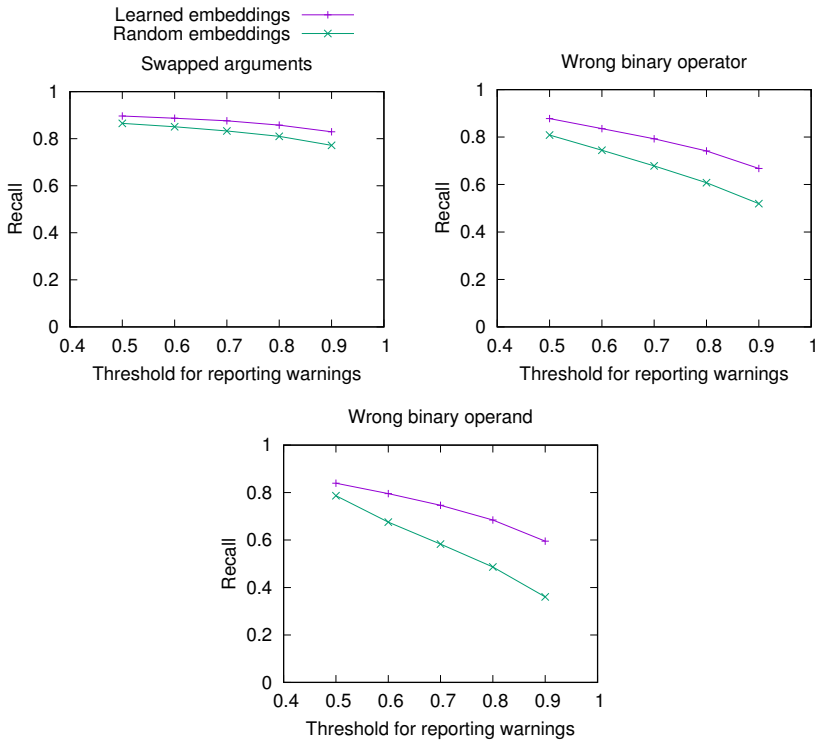 Learned embeddings
Random embeddings
Swapped arguments
1
0.8
0.6
0.4
0.2
0
Recall
0.4 0.5 0.6 0.7 0.8 0.9 1
Threshold for reporting warnings
Wrong binary operator
1
0.8
0.6
0.4
0.2
0
Recall
0.4 0.5 0.6 0.7 0.8 0.9 1
Threshold for reporting warnings
Wrong binary operand
1
0.8
0.6
0.4
0.2
0
Recall
0.4 0.5 0.6 0.7 0.8 0.9 1
Threshold for reporting warnings